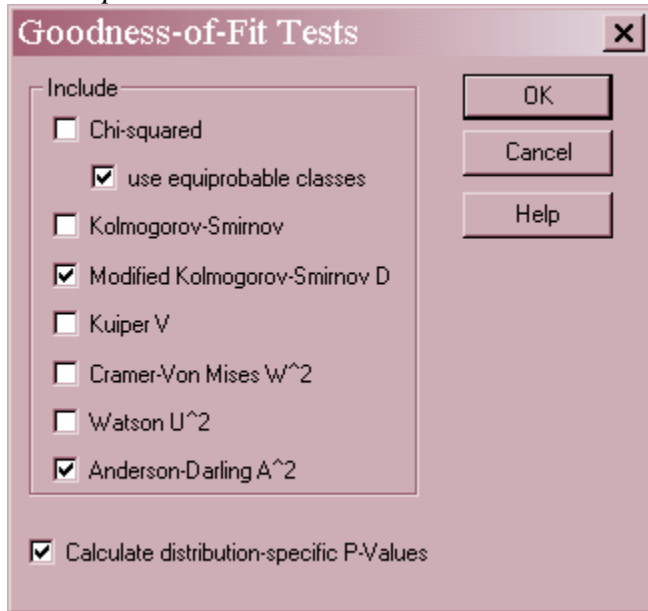 Goodness-of-Fit Tests
Include
Chi-squared
use equiprobable classes
Kolmogorov-Smirnov
Modified Kolmogorov-Smirnov D
Kuiper V
Cramer-Von Mises W^2
Watson U^2
Anderson-Darling A^2
Calculate distribution-specific P-Values
OK
Cancel
Help